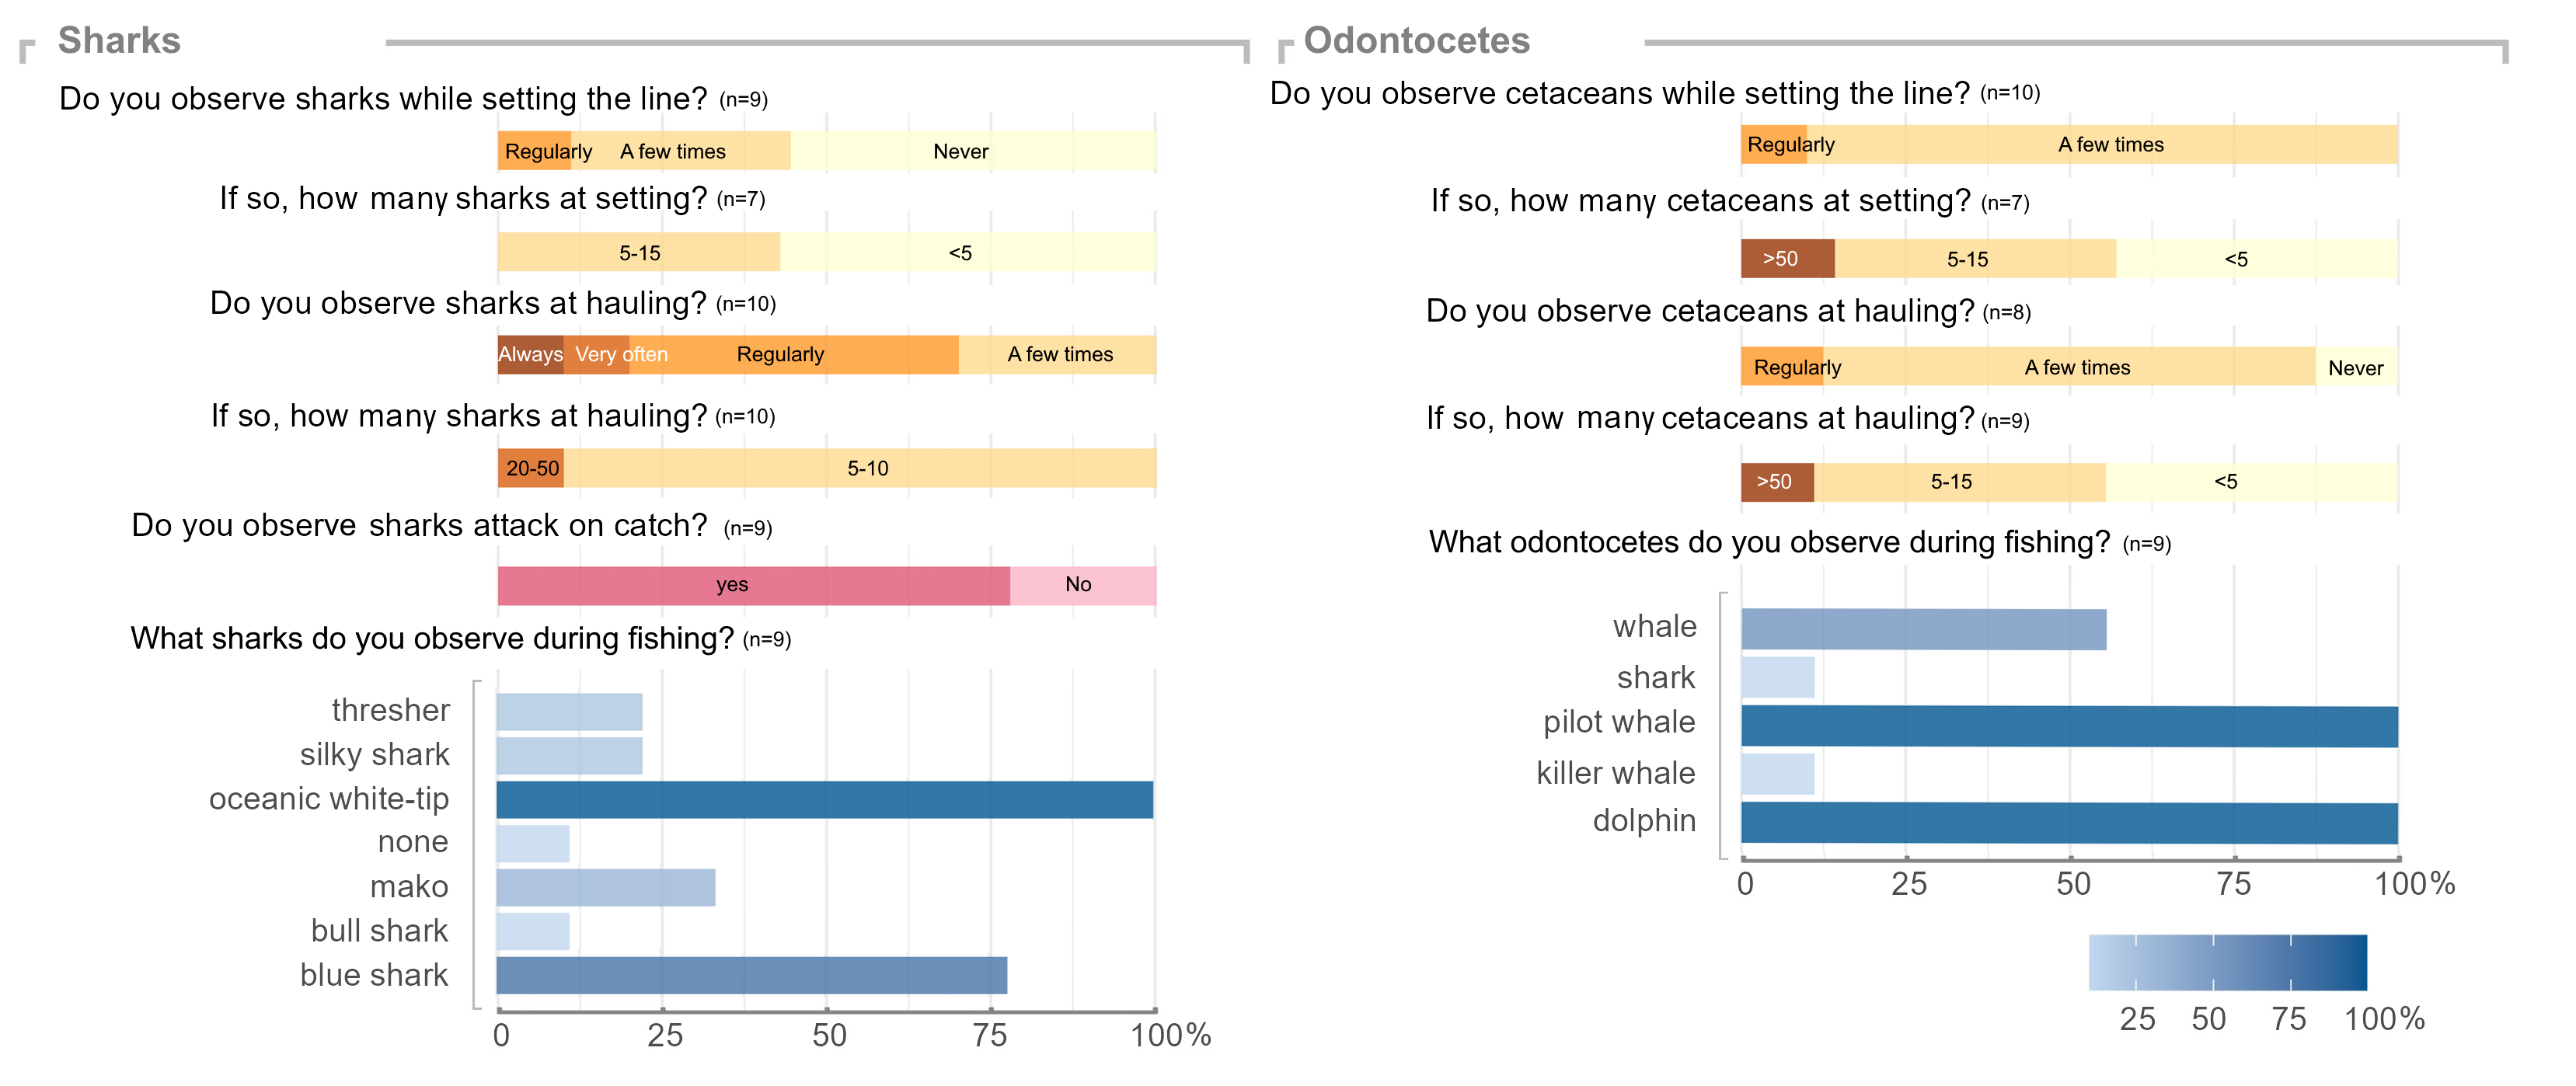 Sharks
Do you observe sharks while setting the line? (n=9)
Regularly A few times Never
If so, how many sharks at setting? (n=7)
5-15 <5
Do you observe sharks at hauling? (n=10)
Always Very often Regularly A few times
If so, how many sharks at hauling? (n=10)
20-50 5-10
Do you observe sharks attack on catch? (n=9)
yes No
What sharks do you observe during fishing? (n=9)
thresher
silky shark
oceanic white-tip
none
mako
bull shark
blue shark
0 25 50 75 100%
Odontocetes
Do you observe cetaceans while setting the line? (n=10)
Regularly A few times
If so, how many cetaceans at setting? (n=7)
>50 5-15 <5
Do you observe cetaceans at hauling? (n=8)
Regularly A few times Never
If so, how many cetaceans at hauling? (n=9)
>50 5-15 <5
What odontocetes do you observe during fishing? (n=9)
whale
shark
pilot whale
killer whale
dolphin
0 25 50 75 100%
25 50 75 100%